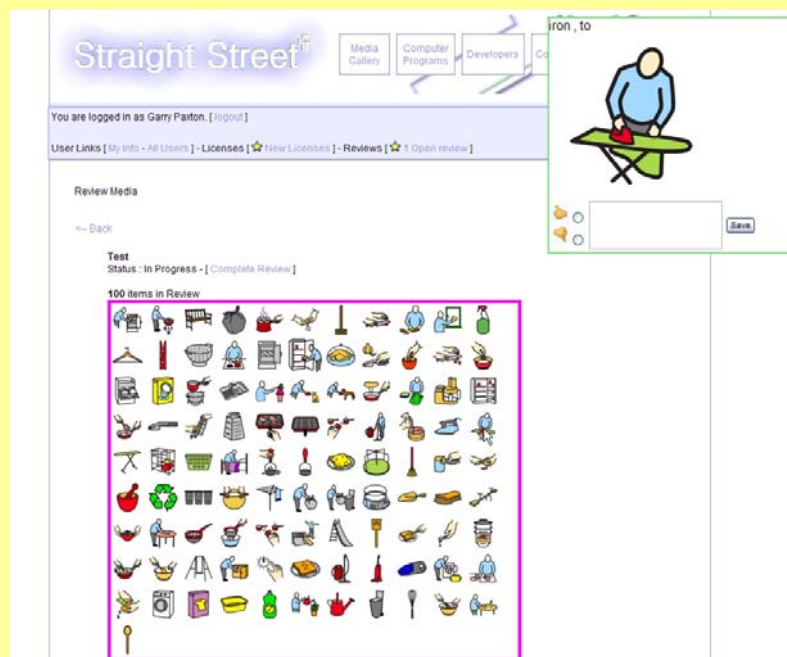 Straight Street
Media Gallery
Computer Programs
Developers
Co
iron , to
You are logged in as Garry Paxton. [ logout ]
User Links [ My Info - All Users ] - Licenses [ New Licenses ] - Reviews [ 1 Open review ]
Save
Review Media
<-- Back
Test
Status : In Progress - [ Complete Review ]
100 items in Review